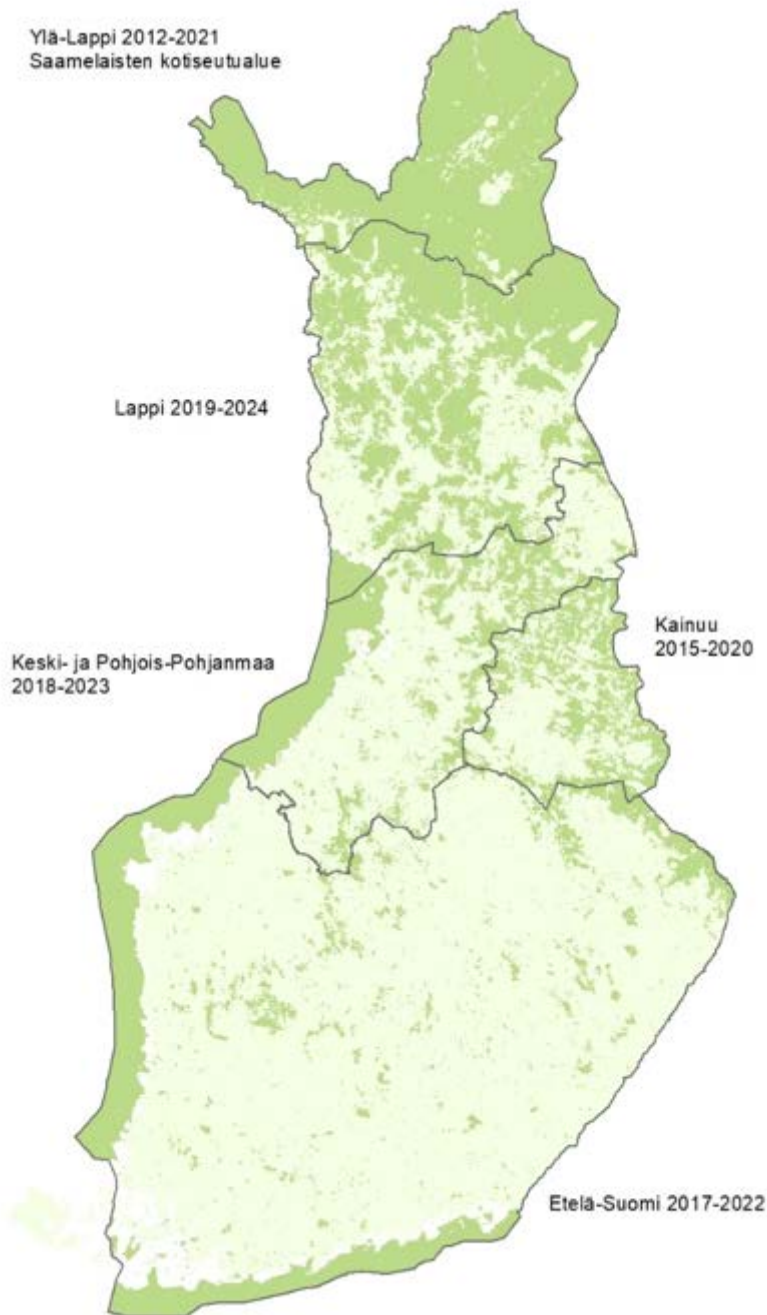 Ylä-Lappi 2012-2021
Saamelaisten kotiseutualue
Lappi 2019-2024
Kainuu
2015-2020
Keski- ja Pohjois-Pohjanmaa
2018-2023
Etelä-Suomi 2017-2022